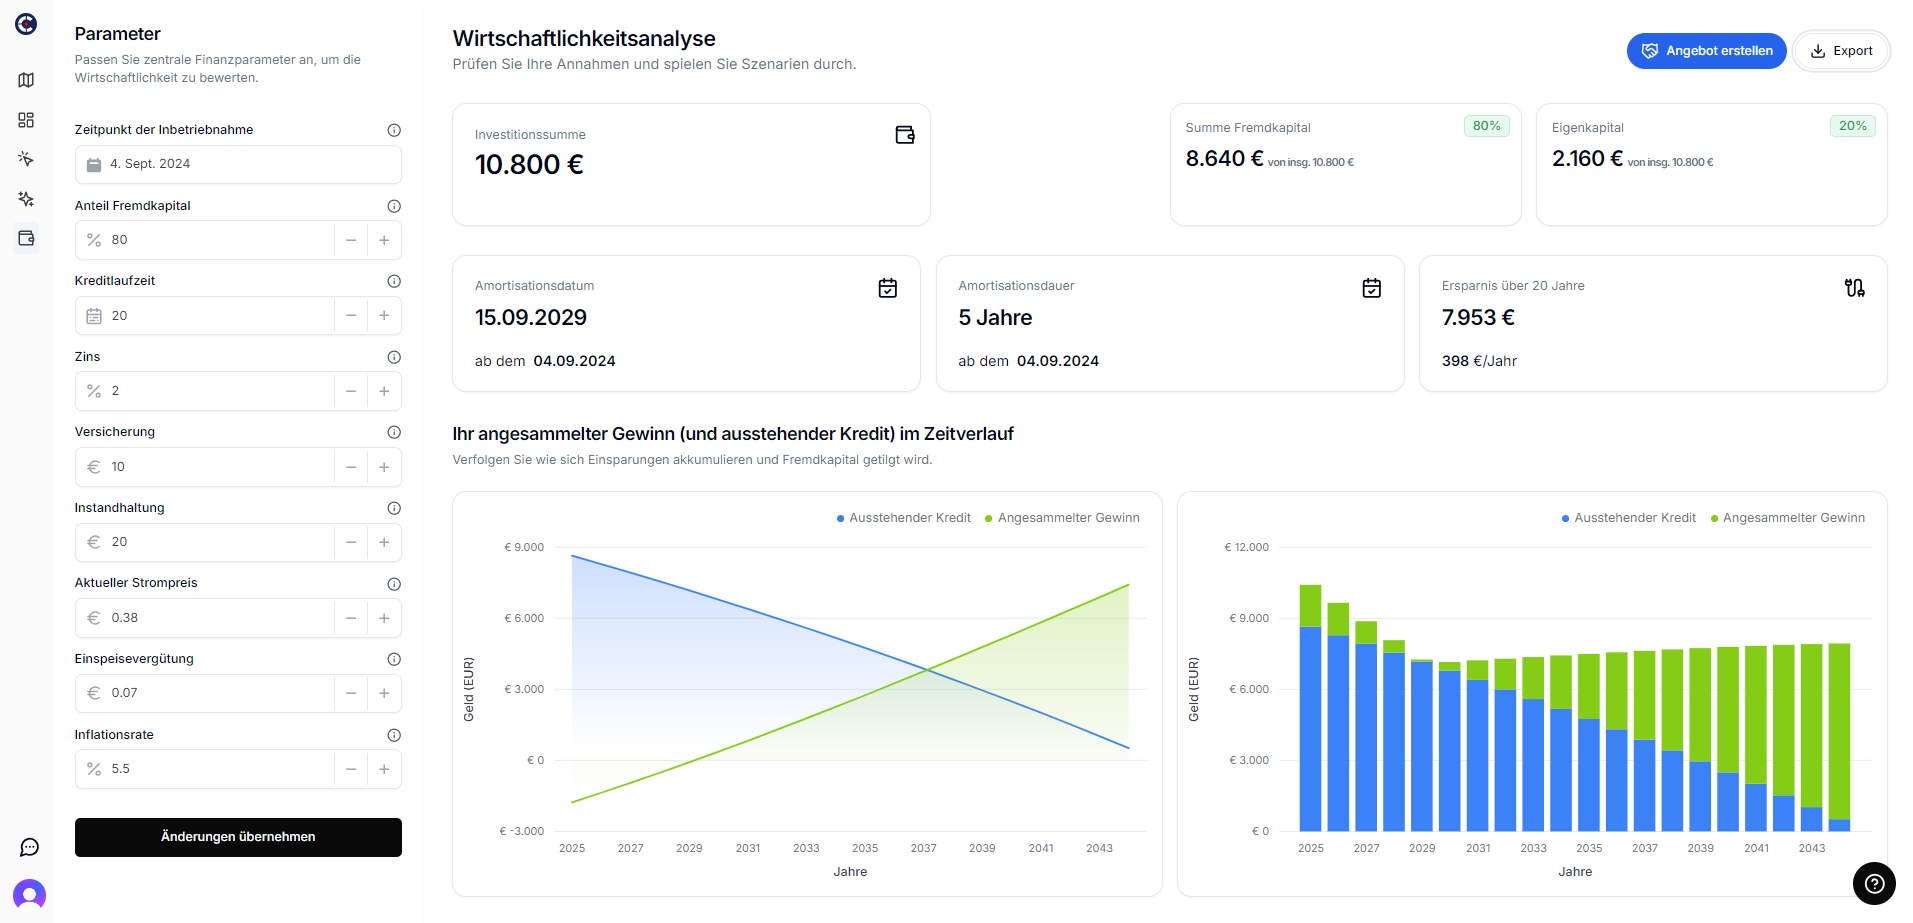 Parameter
Passen Sie zentrale Finanzparameter an, um die
Wirtschaftlichkeit zu bewerten.
Zeitpunkt der Inbetriebnahme
4. Sept. 2024
Anteil Fremdkapital
80
Kreditlaufzeit
20
Zins
2
Versicherung
10
Instandhaltung
20
Aktueller Strompreis
0.38
Einspeisevergütung
0.07
Inflationsrate
5.5
Änderungen übernehmen
Wirtschaftlichkeitsanalyse
Prüfen Sie Ihre Annahmen und spielen Sie Szenarien durch.
Angebot erstellen
Export
Investitionssumme
10.800 €
Summe Fremdkapital
80%
8.640 € von insg. 10.800 €
Eigenkapital
20%
2.160 € von insg. 10.800 €
Amortisationsdatum
15.09.2029
ab dem 04.09.2024
Amortisationsdauer
5 Jahre
ab dem 04.09.2024
Ersparnis über 20 Jahre
7.953 €
398 €/Jahr
Ihr angesammelter Gewinn (und ausstehender Kredit) im Zeitverlauf
Verfolgen Sie wie sich Einsparungen akkumulieren und Fremdkapital getilgt wird.
Ausstehender Kredit Angesammelter Gewinn
€ 9.000
€ 6.000
€ 3.000
€ 0
€ -3.000
Geld (EUR)
2025 2027 2029 2031 2033 2035 2037 2039 2041 2043
Jahre
Ausstehender Kredit Angesammelter Gewinn
€ 12.000
€ 9.000
€ 6.000
€ 3.000
€ 0
Geld (EUR)
2025 2027 2029 2031 2033 2035 2037 2039 2041 2043
Jahre